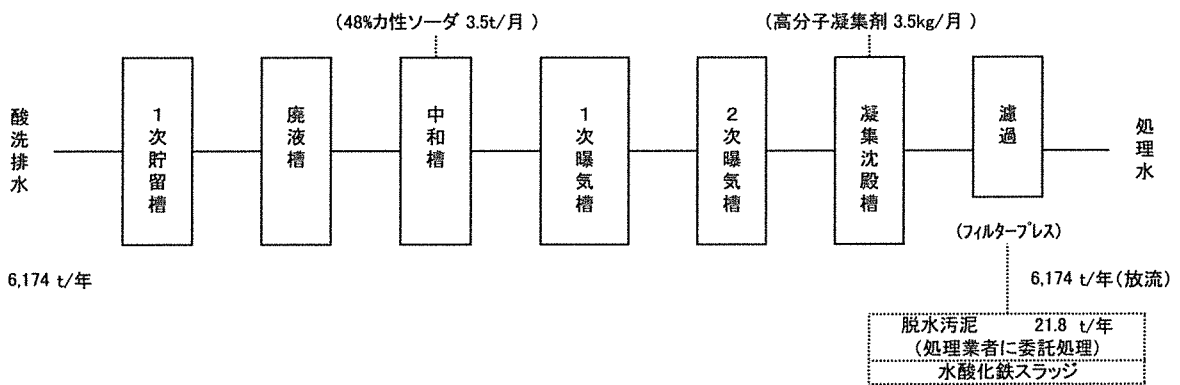 (48%カ性ソーダ 3.5t/月 )
(高分子凝集剤 3.5kg/月 )
酸洗排水
1次貯留槽
廃液槽
中和槽
1次曝気槽
2次曝気槽
凝集沈殿槽
濾過
処理水
(フィルタープレス)
6,174 t/年
6,174 t/年(放流)
脱水汚泥 21.8 t/年
(処理業者に委託処理)
水酸化鉄スラッジ